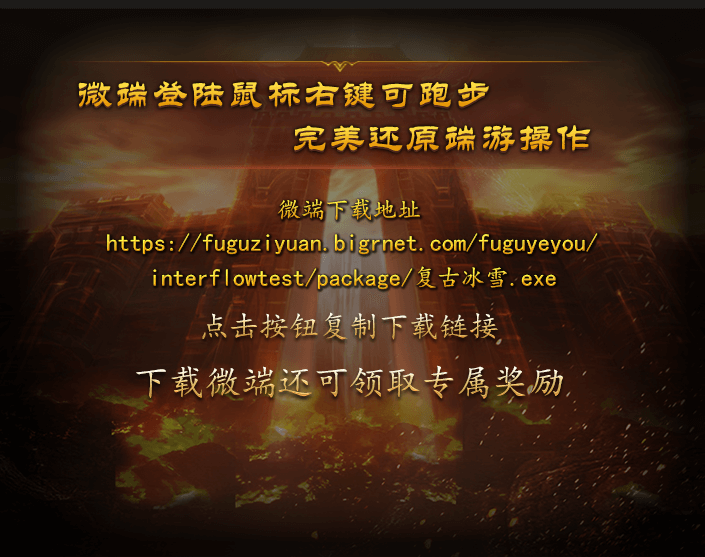 微端登陆鼠标右键可跑步
完美还原端游操作
微端下载地址
https://fuguziyuan.bigrnet.com/fuguyeyou/
interflowtest/package/复古冰雪.exe
点击按钮复制下载链接
下载微端还可领取专属奖励